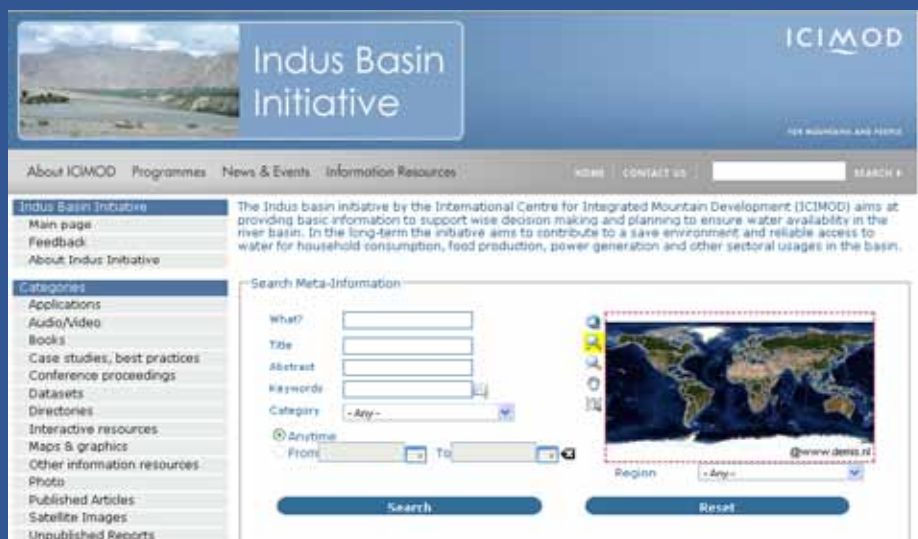 Indus Basin
Initiative
ICIMOD
FOR MOUNTAINS AND PEOPLE
About ICIMOD Programmes News & Events Information Resources HOME CONTACT US SEARCH
Indus Basin Initiative
Main page
Feedback
About Indus Initiative
The Indus basin initiative by the International Centre for Integrated Mountain Development (ICIMOD) aims at
providing basic information to support wise decision making and planning to ensure water availability in the
river basin. In the long-term the initiative aims to contribute to a save environment and reliable access to
water for household consumption, food production, power generation and other sectoral usages in the basin.
Categories
Applications
Audio/Video
Books
Case studies, best practices
Conference proceedings
Datasets
Directories
Interactive resources
Maps & graphics
Other information resources
Photo
Published Articles
Satellite Images
Unpublished Reports
Search Meta-Information
What?
Title
Abstract
Keywords
Category - Any -
Anytime
From To
@www.demis.nl
Region - Any -
Search Reset